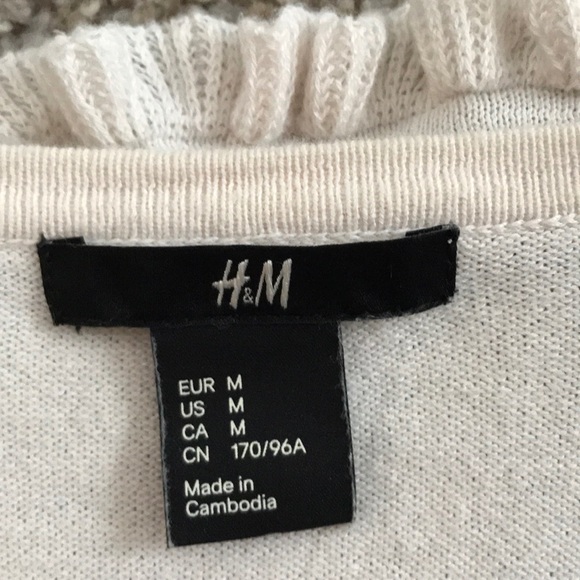 H&M
EUR M
US M
CA M
CN 170/96A
Made in
Cambodia